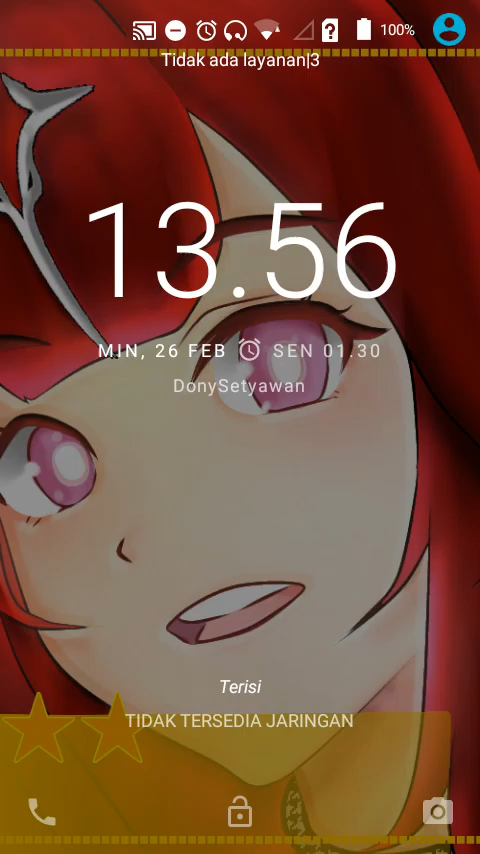 100%
Tidak ada layanan|3
13.56
MIN, 26 FEB SEN 01.30
DonySetyawan
Terisi
TIDAK TERSEDIA JARINGAN